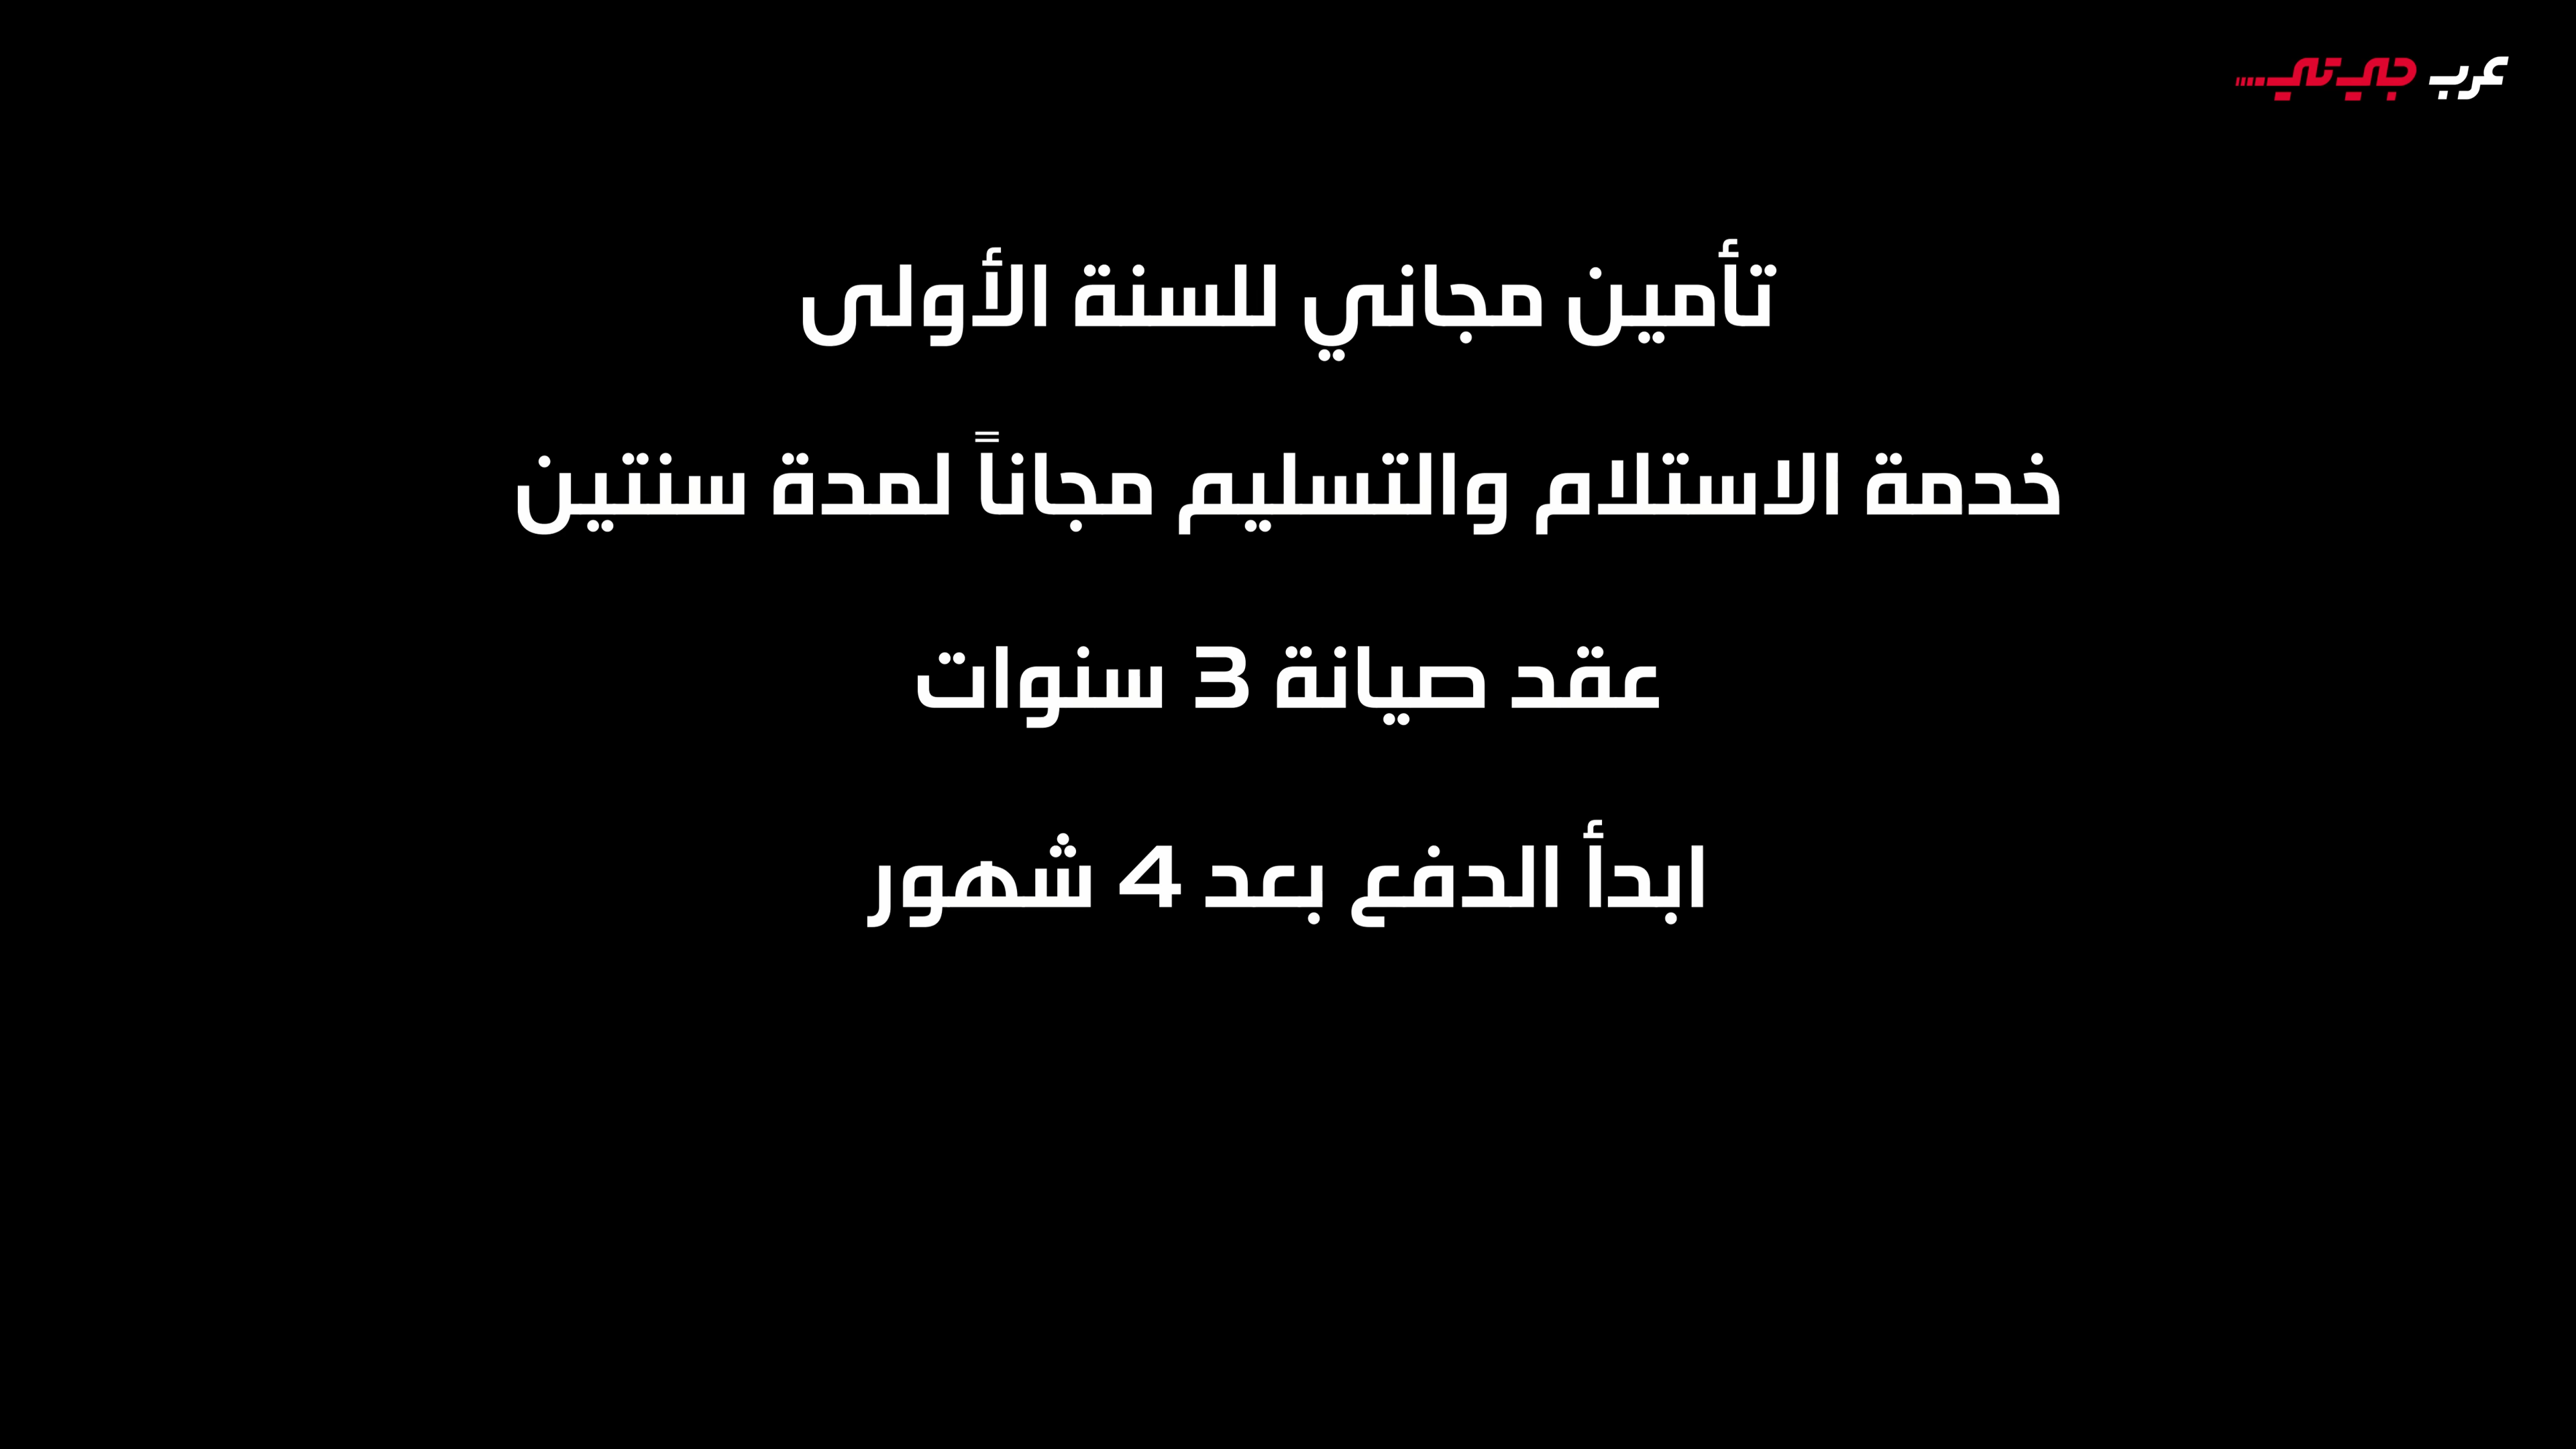 عرب جي تي
تأمين مجاني للسنة الأولى
خدمة الاستلام والتسليم مجاناً لمدة سنتين
عقد صيانة 3 سنوات
ابدأ الدفع بعد 4 شهور